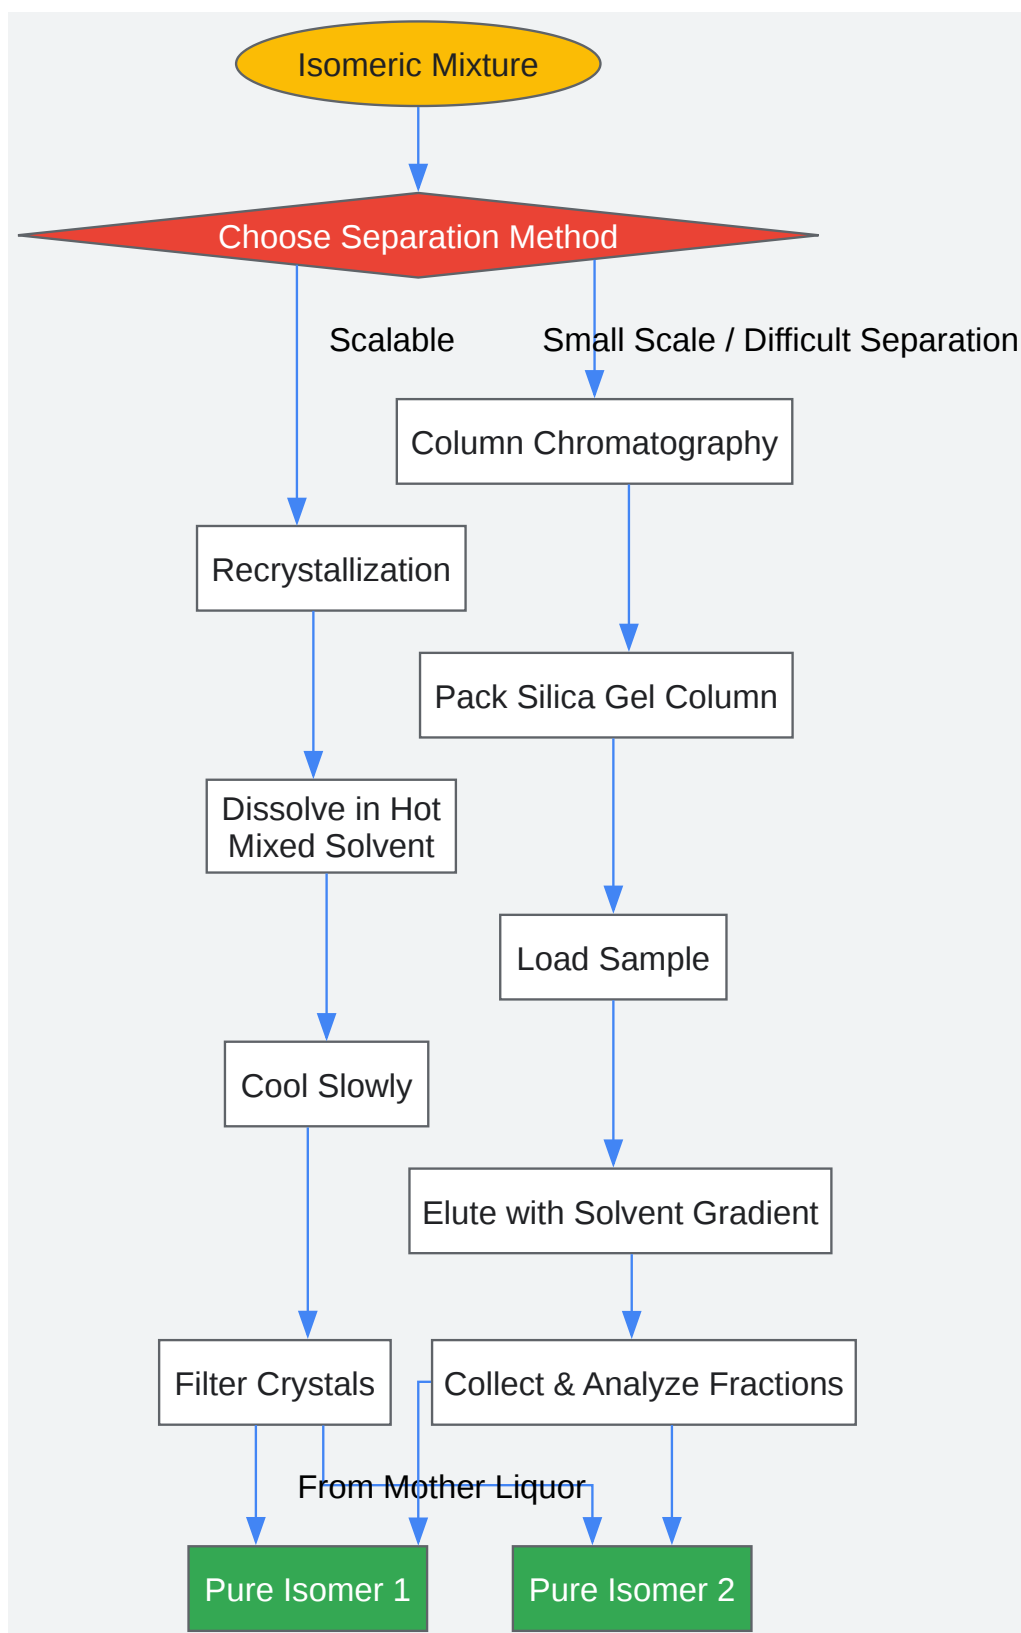 Isomeric Mixture
Choose Separation Method
Scalable
Small Scale / Difficult Separation
Column Chromatography
Recrystallization
Pack Silica Gel Column
Dissolve in Hot
Mixed Solvent
Load Sample
Cool Slowly
Elute with Solvent Gradient
Filter Crystals
Collect & Analyze Fractions
From Mother Liquor
Pure Isomer 1
Pure Isomer 2